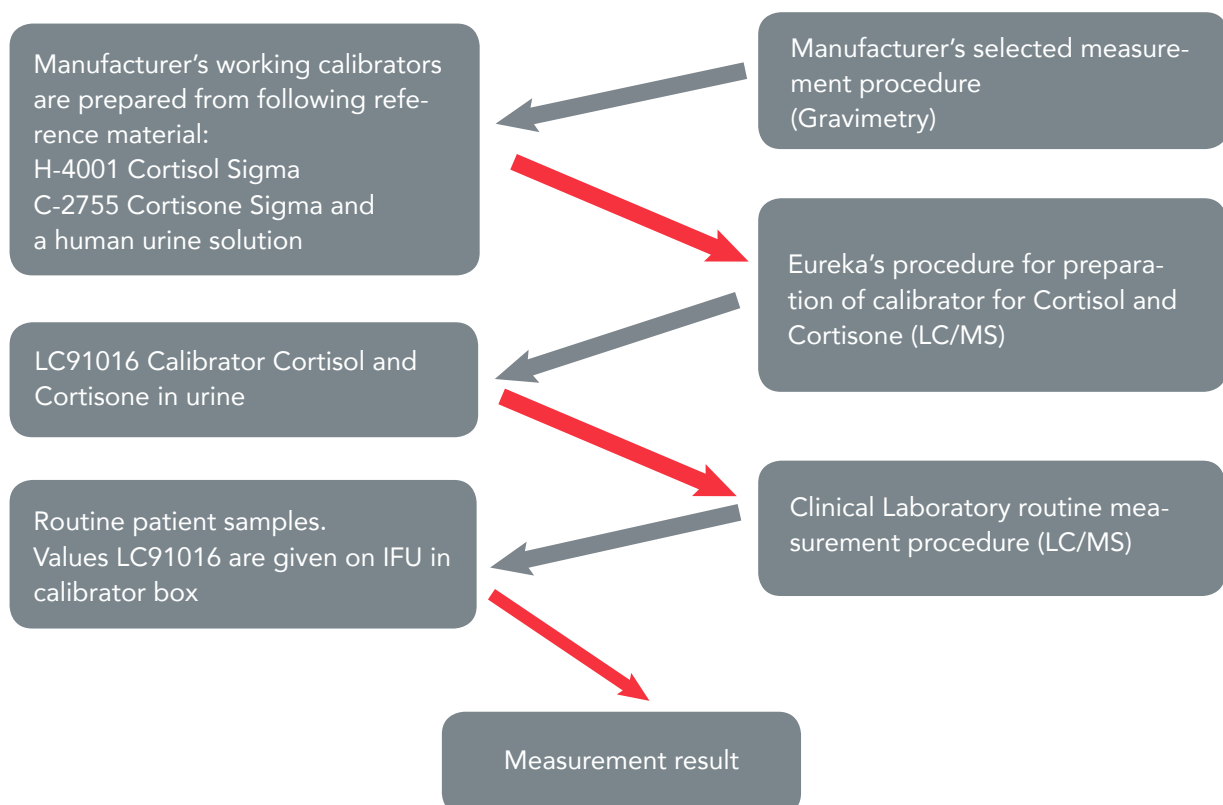 Manufacturer's working calibrators
are prepared from following refe-
rence material:
H-4001 Cortisol Sigma
C-2755 Cortisone Sigma and
a human urine solution
Manufacturer's selected measure-
ment procedure
(Gravimetry)
Eureka's procedure for prepara-
tion of calibrator for Cortisol and
Cortisone (LC/MS)
LC91016 Calibrator Cortisol and
Cortisone in urine
Clinical Laboratory routine mea-
surement procedure (LC/MS)
Routine patient samples.
Values LC91016 are given on IFU in
calibrator box
Measurement result